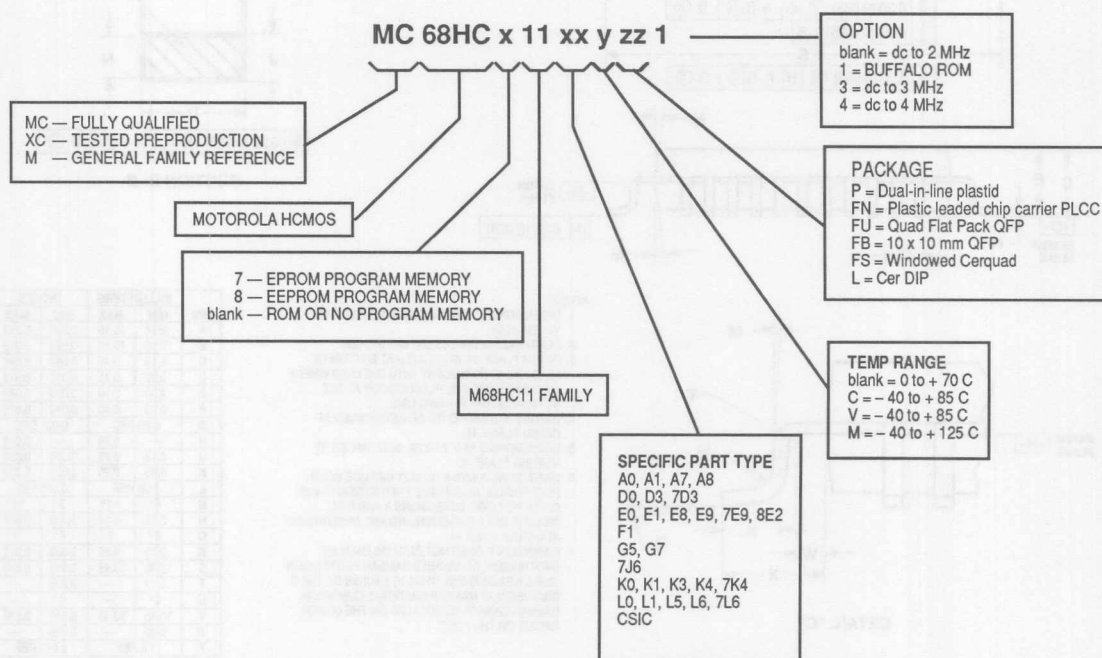 MC 68HC x 11 xx y zz 1
OPTION
blank = dc to 2 MHz
1 = BUFFALO ROM
3 = dc to 3 MHz
4 = dc to 4 MHz
MC — FULLY QUALIFIED
XC — TESTED PREPRODUCTION
M — GENERAL FAMILY REFERENCE
MOTOROLA HCMOS
7 — EPROM PROGRAM MEMORY
8 — EEPROM PROGRAM MEMORY
blank — ROM OR NO PROGRAM MEMORY
M68HC11 FAMILY
PACKAGE
P = Dual-in-line plastid
FN = Plastic leaded chip carrier PLCC
FU = Quad Flat Pack QFP
FB = 10 x 10 mm QFP
FS = Windowed Cerquad
L = Cer DIP
TEMP RANGE
blank = 0 to + 70 C
C = – 40 to + 85 C
V = – 40 to + 85 C
M = – 40 to + 125 C
SPECIFIC PART TYPE
A0, A1, A7, A8
D0, D3, 7D3
E0, E1, E8, E9, 7E9, 8E2
F1
G5, G7
7J6
K0, K1, K3, K4, 7K4
L0, L1, L5, L6, 7L6
CSIC